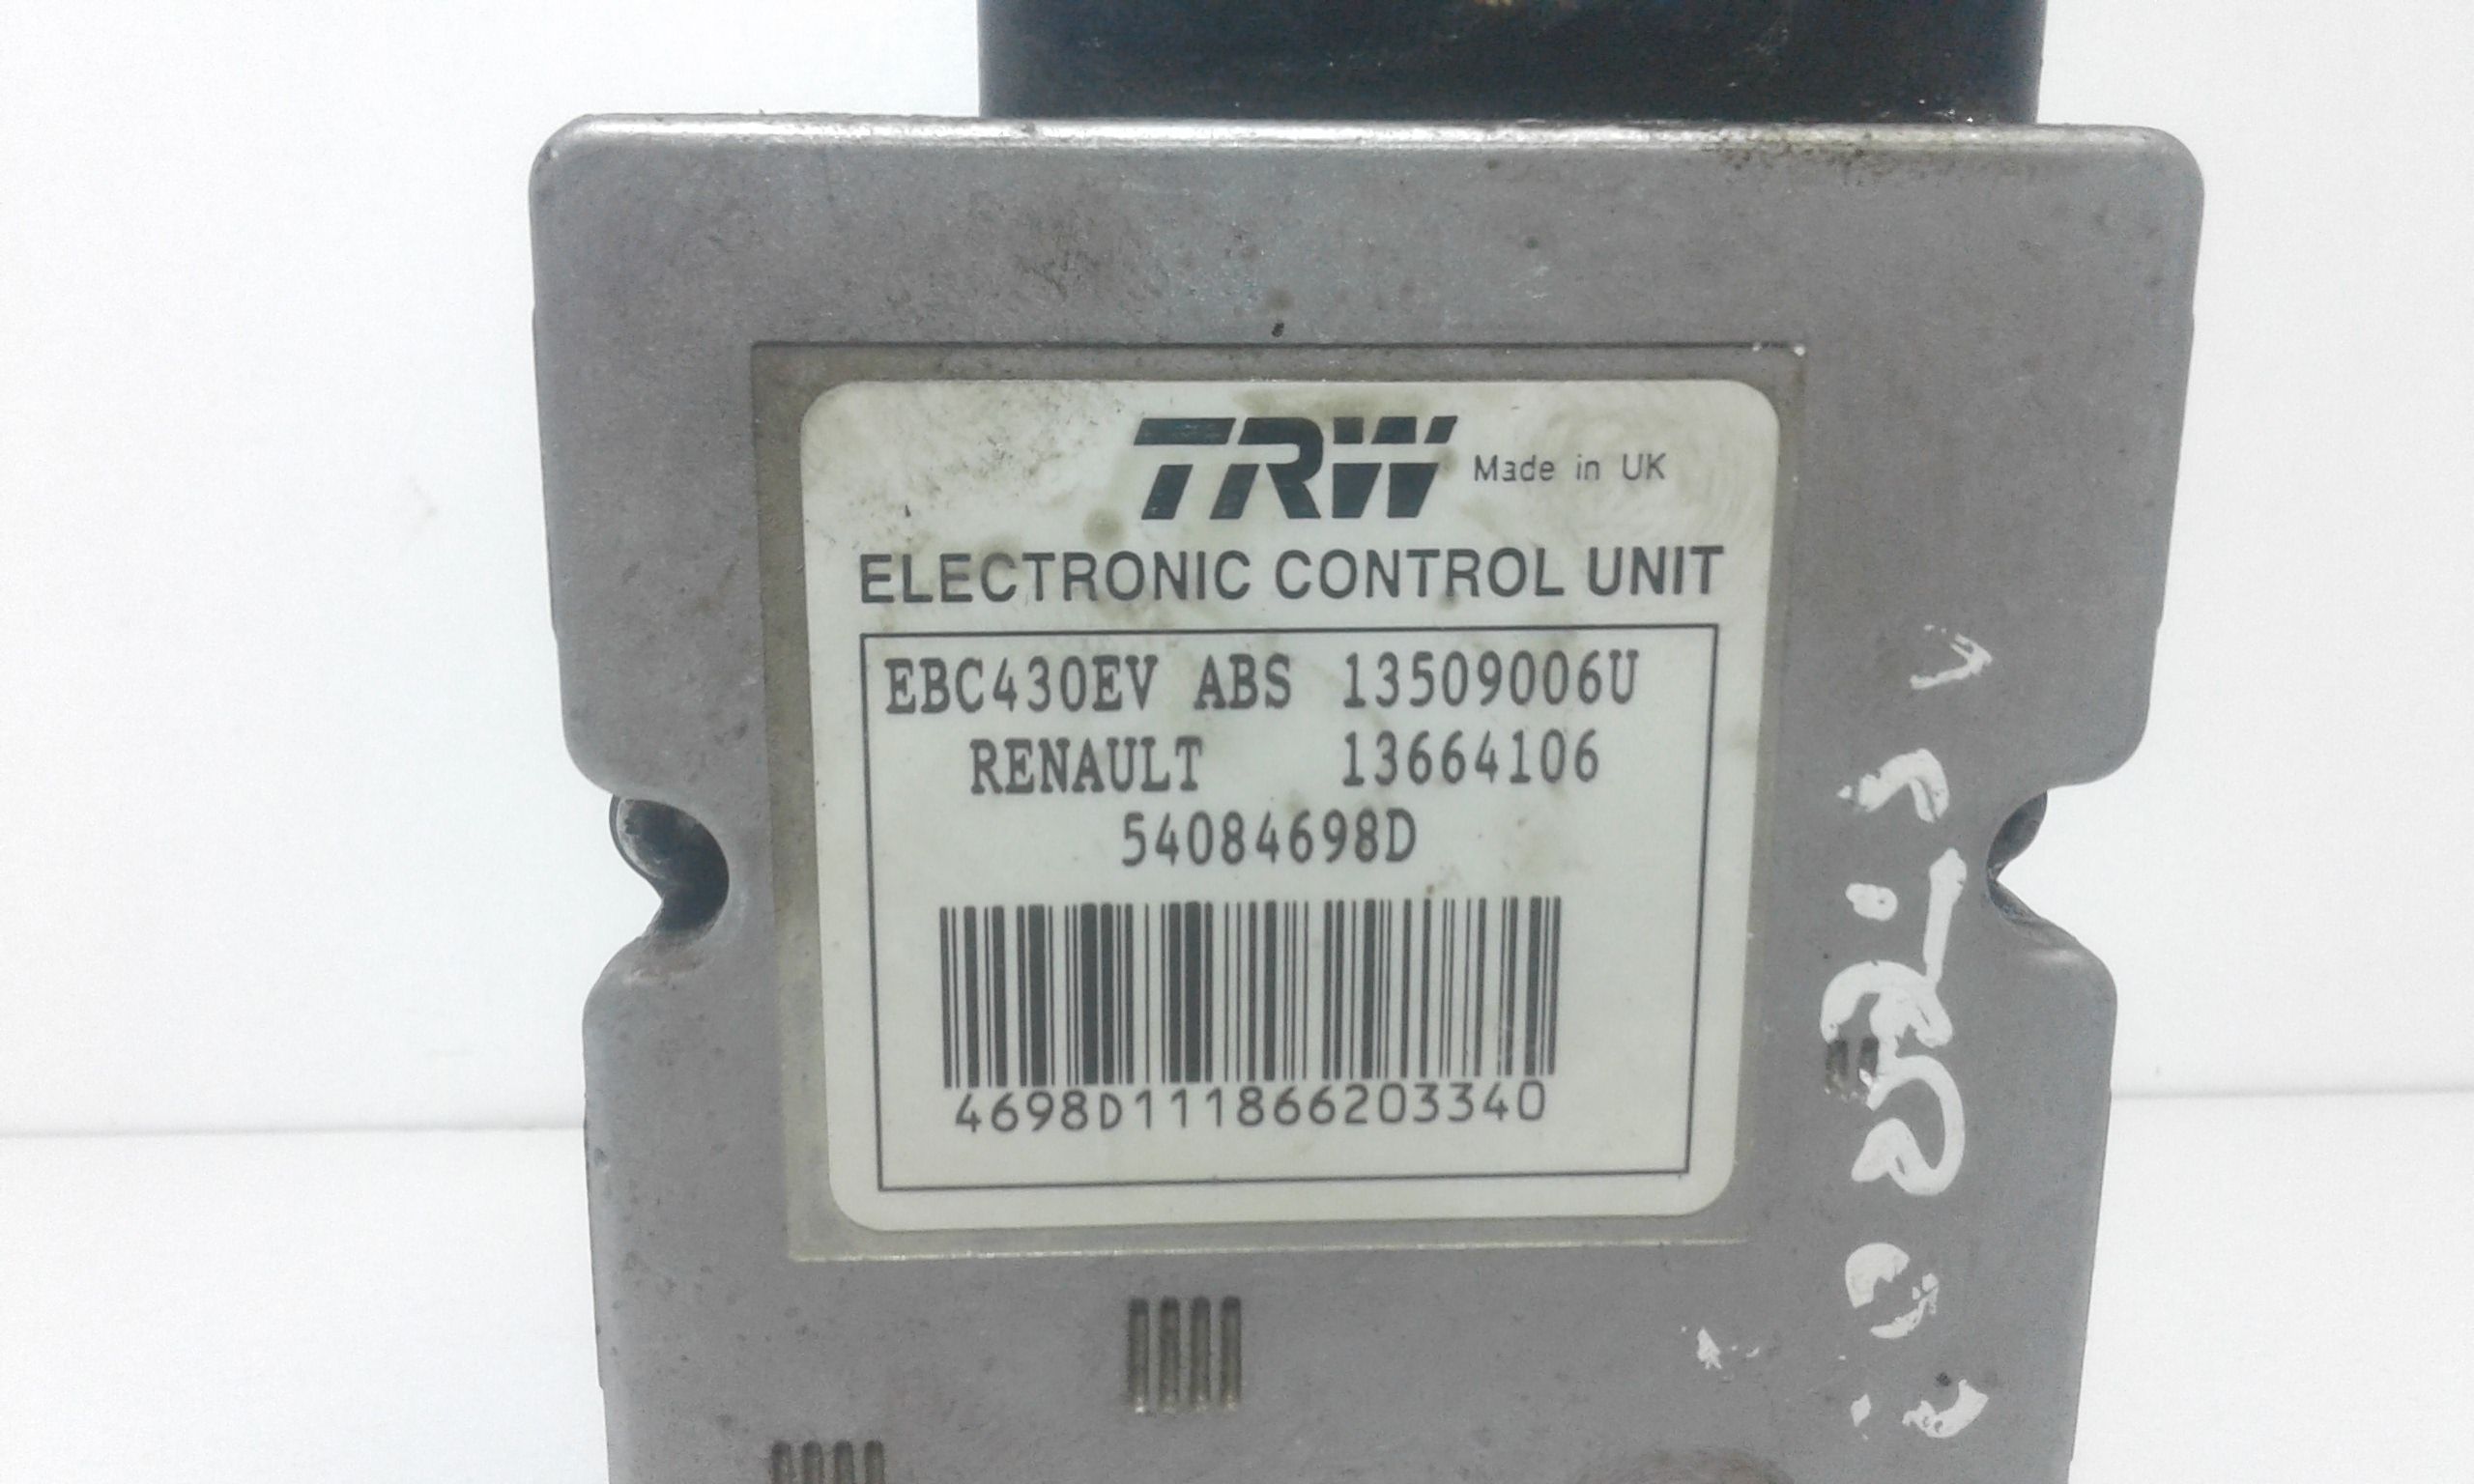 TRW Made in UK
ELECTRONIC CONTROL UNIT
EBC430EV ABS 13509006U
RENAULT 13664106
54084698D
4698D111866203340